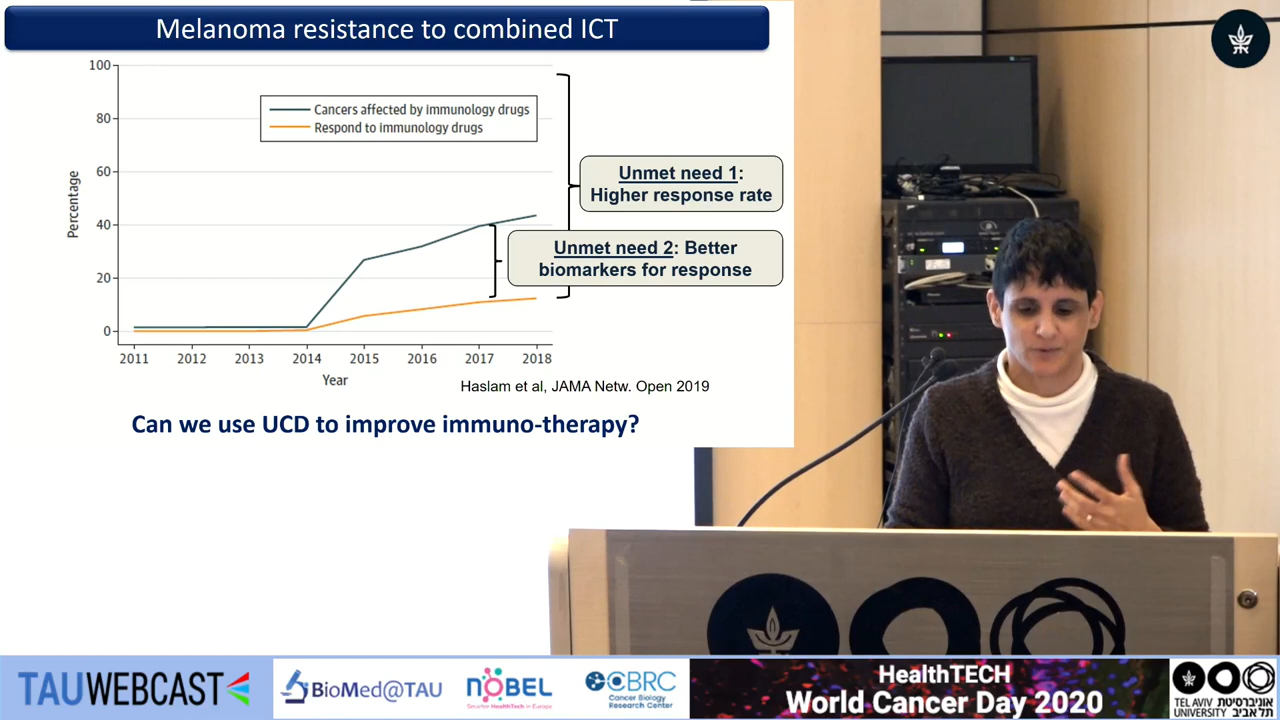 Melanoma resistance to combined ICT
100
80
60
40
20
0
Percentage
Cancers affected by immunology drugs
Respond to immunology drugs
Unmet need 1:
Higher response rate
Unmet need 2: Better
biomarkers for response
2011 2012 2013 2014 2015 2016 2017 2018
Year
Haslam et al, JAMA Netw. Open 2019
Can we use UCD to improve immuno-therapy?
TAUWEBCAST
BioMed@TAU
NOBEL
Smarter HealthTech in Europe
CBRC
Cancer Biology
Research Center
HealthTECH
World Cancer Day 2020
TEL AVIV אוניברסיטת
UNIVERSITY תל אביב